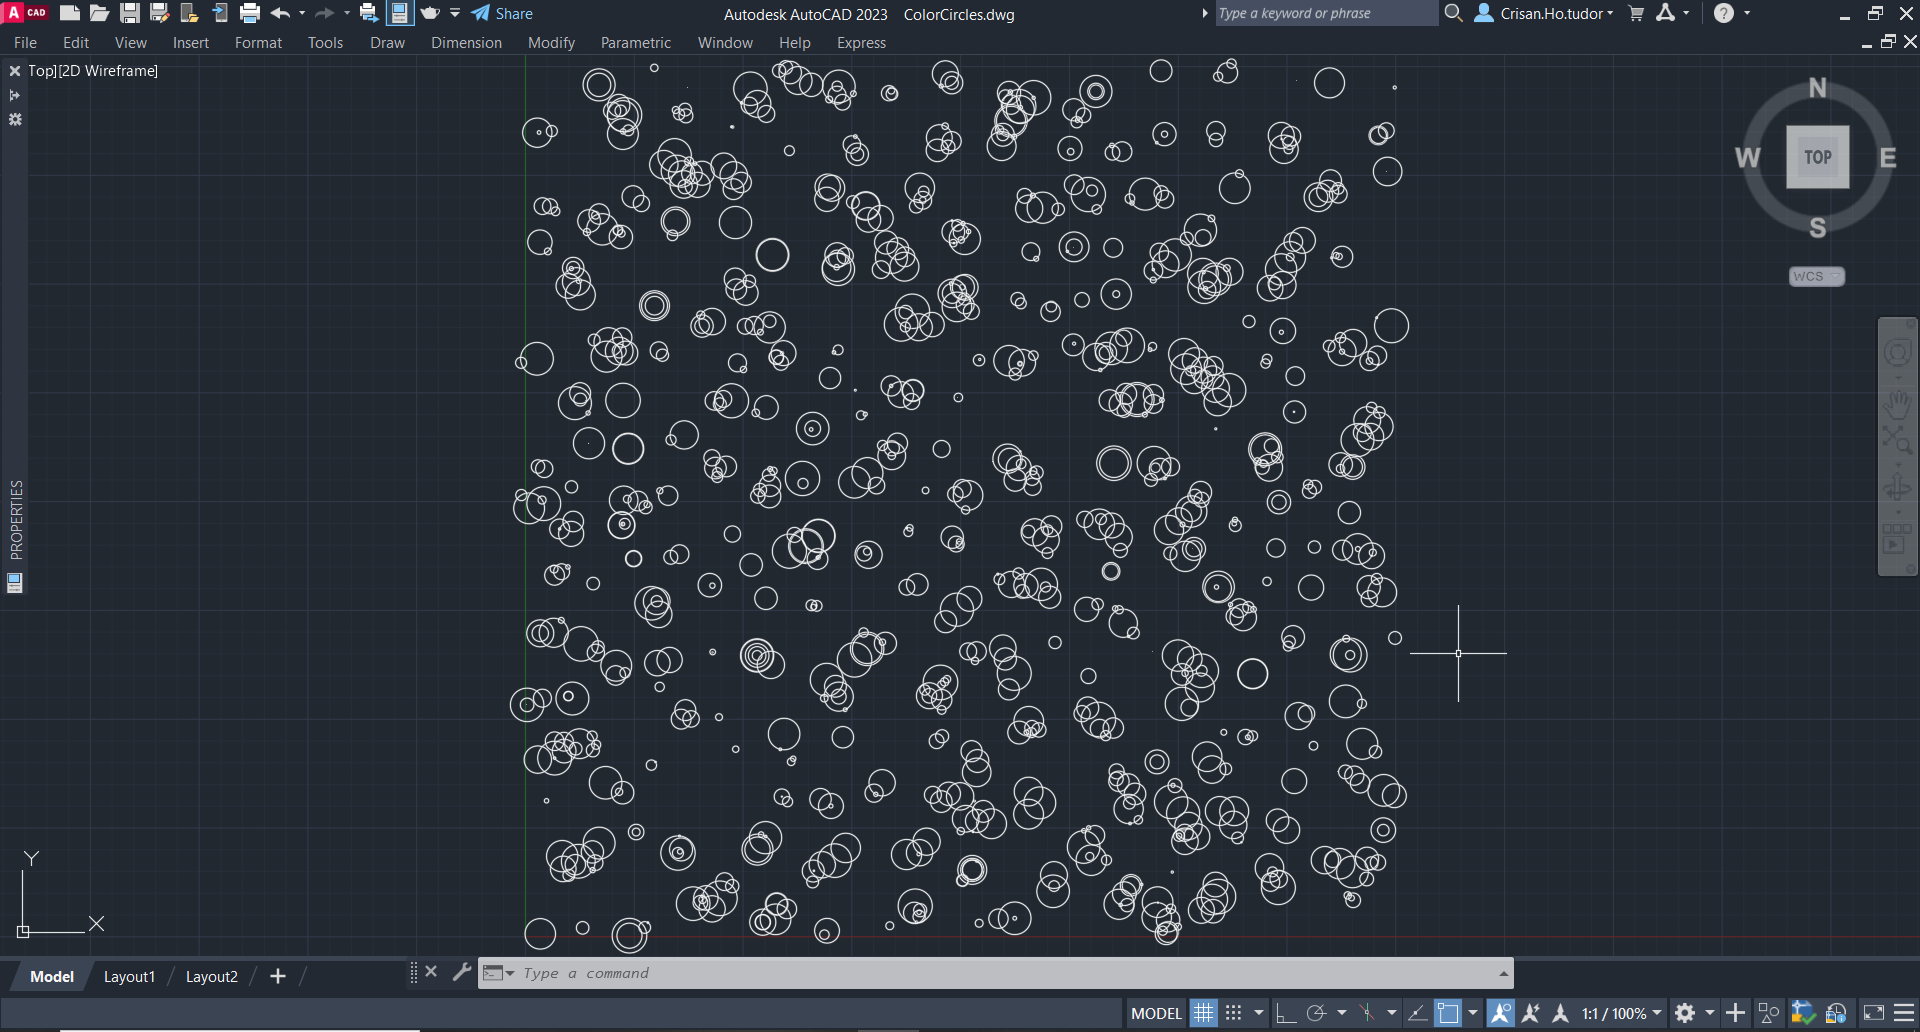 A CAD
Share
Autodesk AutoCAD 2023 ColorCircles.dwg
Type a keyword or phrase
Crisan.Ho.tudor
File Edit View Insert Format Tools Draw Dimension Modify Parametric Window Help Express
Top][2D Wireframe]
N
W TOP E
S
WCS
PROPERTIES
Y
X
Model Layout1 Layout2
Type a command
MODEL
1:1 / 100%